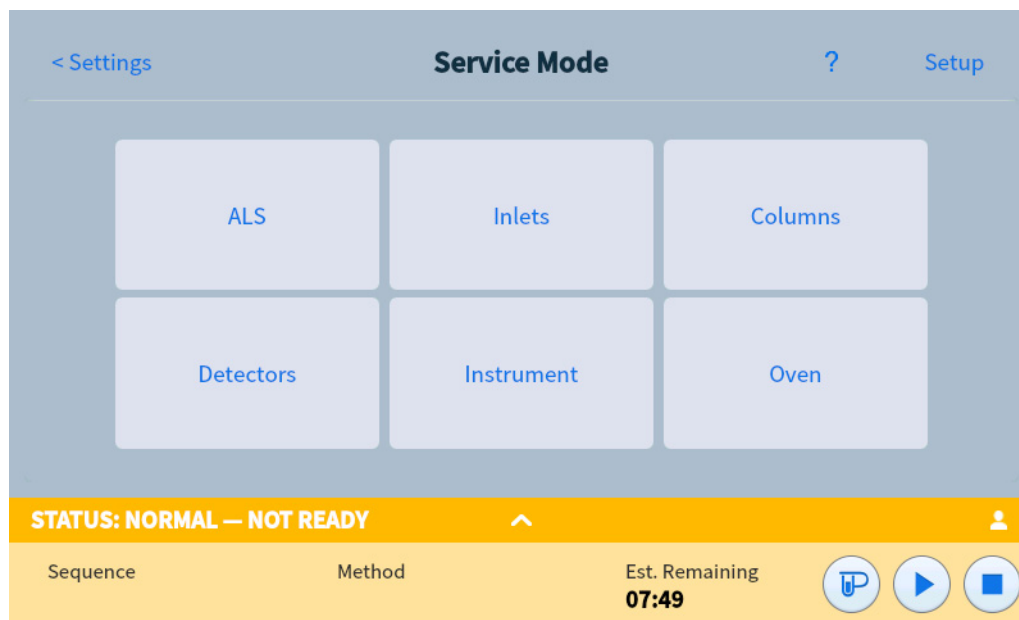 < Settings
Service Mode
?
Setup
ALS
Inlets
Columns
Detectors
Instrument
Oven
STATUS: NORMAL — NOT READY
Sequence
Method
Est. Remaining
07:49